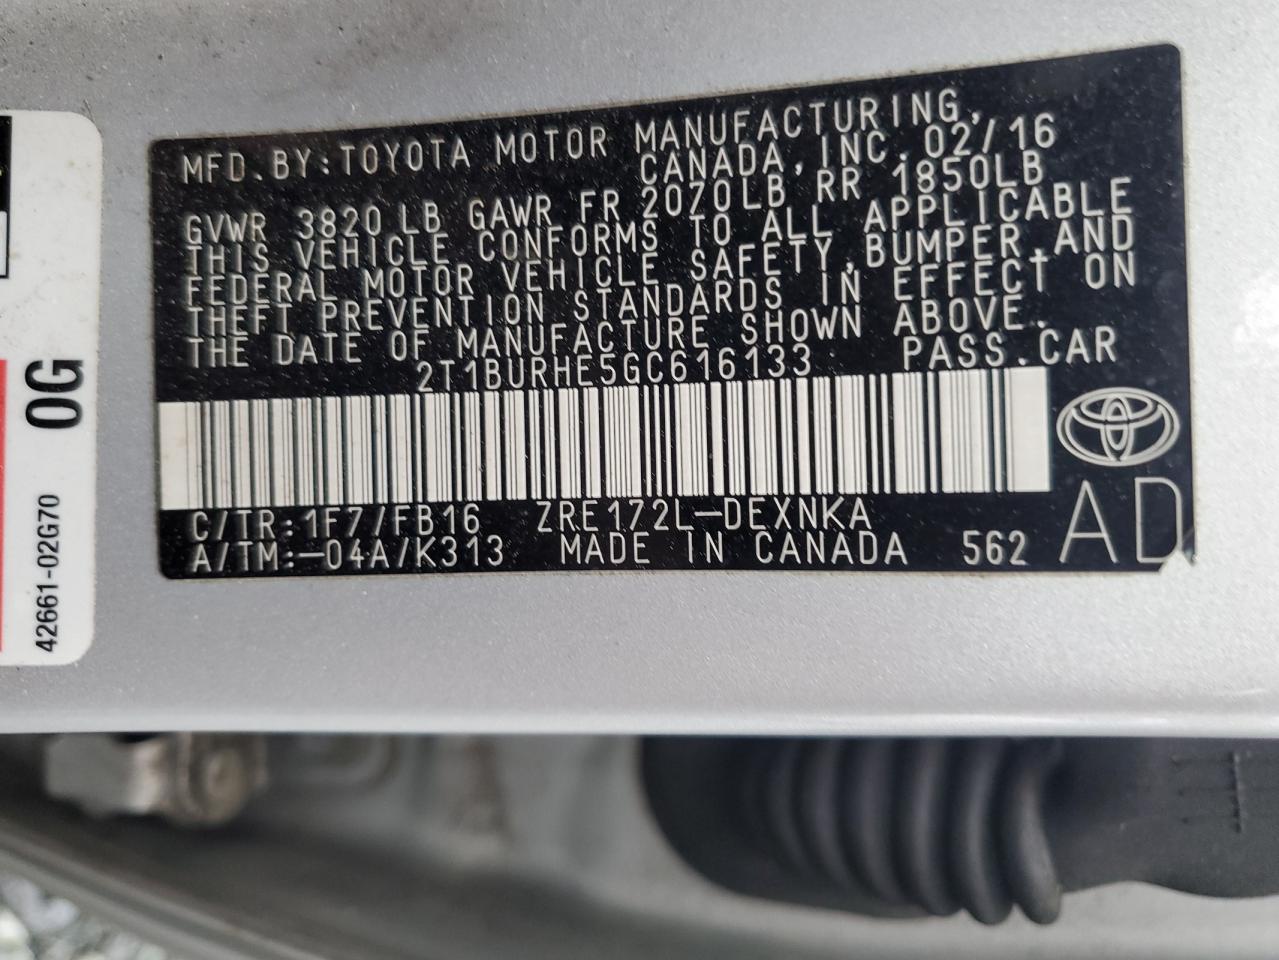 MFD.BY:TOYOTA MOTOR MANUFACTURING,
CANADA,INC.02/16
GVWR 3820 LB GAWR FR 2070LB RR 1850LB
THIS VEHICLE CONFORMS TO ALL APPLICABLE
FEDERAL MOTOR VEHICLE SAFETY,BUMPER,AND
THEFT PREVENTION STANDARDS IN EFFECT ON
THE DATE OF MANUFACTURE SHOWN ABOVE.
2T1BURHE5GC616133 PASS.CAR
C/TR:1F7/FB16 ZRE172L-DEXNKA
A/TM:-04A/K313 MADE IN CANADA 562 AD
0G
42661-02G70